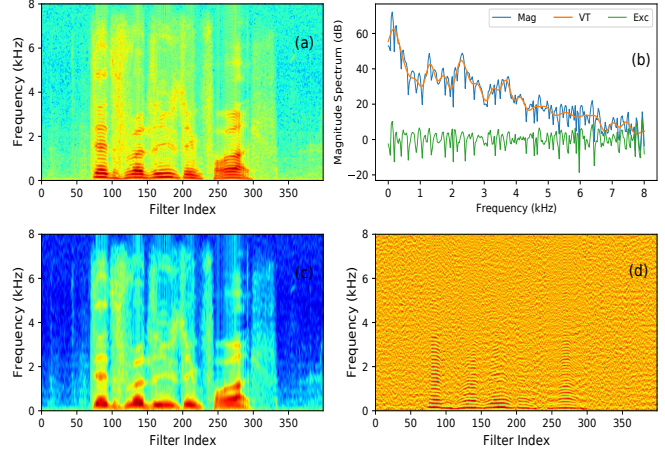 8
6
4
2
0
Frequency (kHz)
(a)
0 50 100 150 200 250 300 350
Filter Index
60
40
20
0
−20
Magnitude Spectrum (dB)
Mag VT Exc
(b)
0 1 2 3 4 5 6 7 8
Frequency (kHz)
8
6
4
2
0
Frequency (kHz)
(c)
0 50 100 150 200 250 300 350
Filter Index
8
6
4
2
0
Frequency (kHz)
(d)
0 50 100 150 200 250 300 350
Filter Index